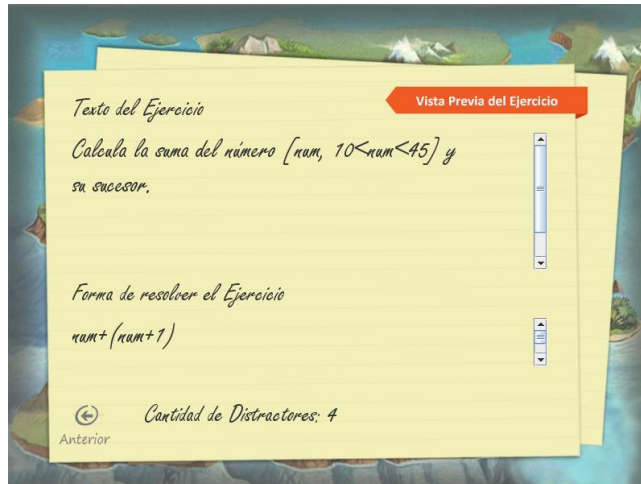 Texto del Ejercicio
Vista Previa del Ejercicio
Calcula la suma del número [num, 10<num<45] y
su sucesor.
Forma de resolver el Ejercicio
num+(num+1)
Cantidad de Distractores: 4
Anterior